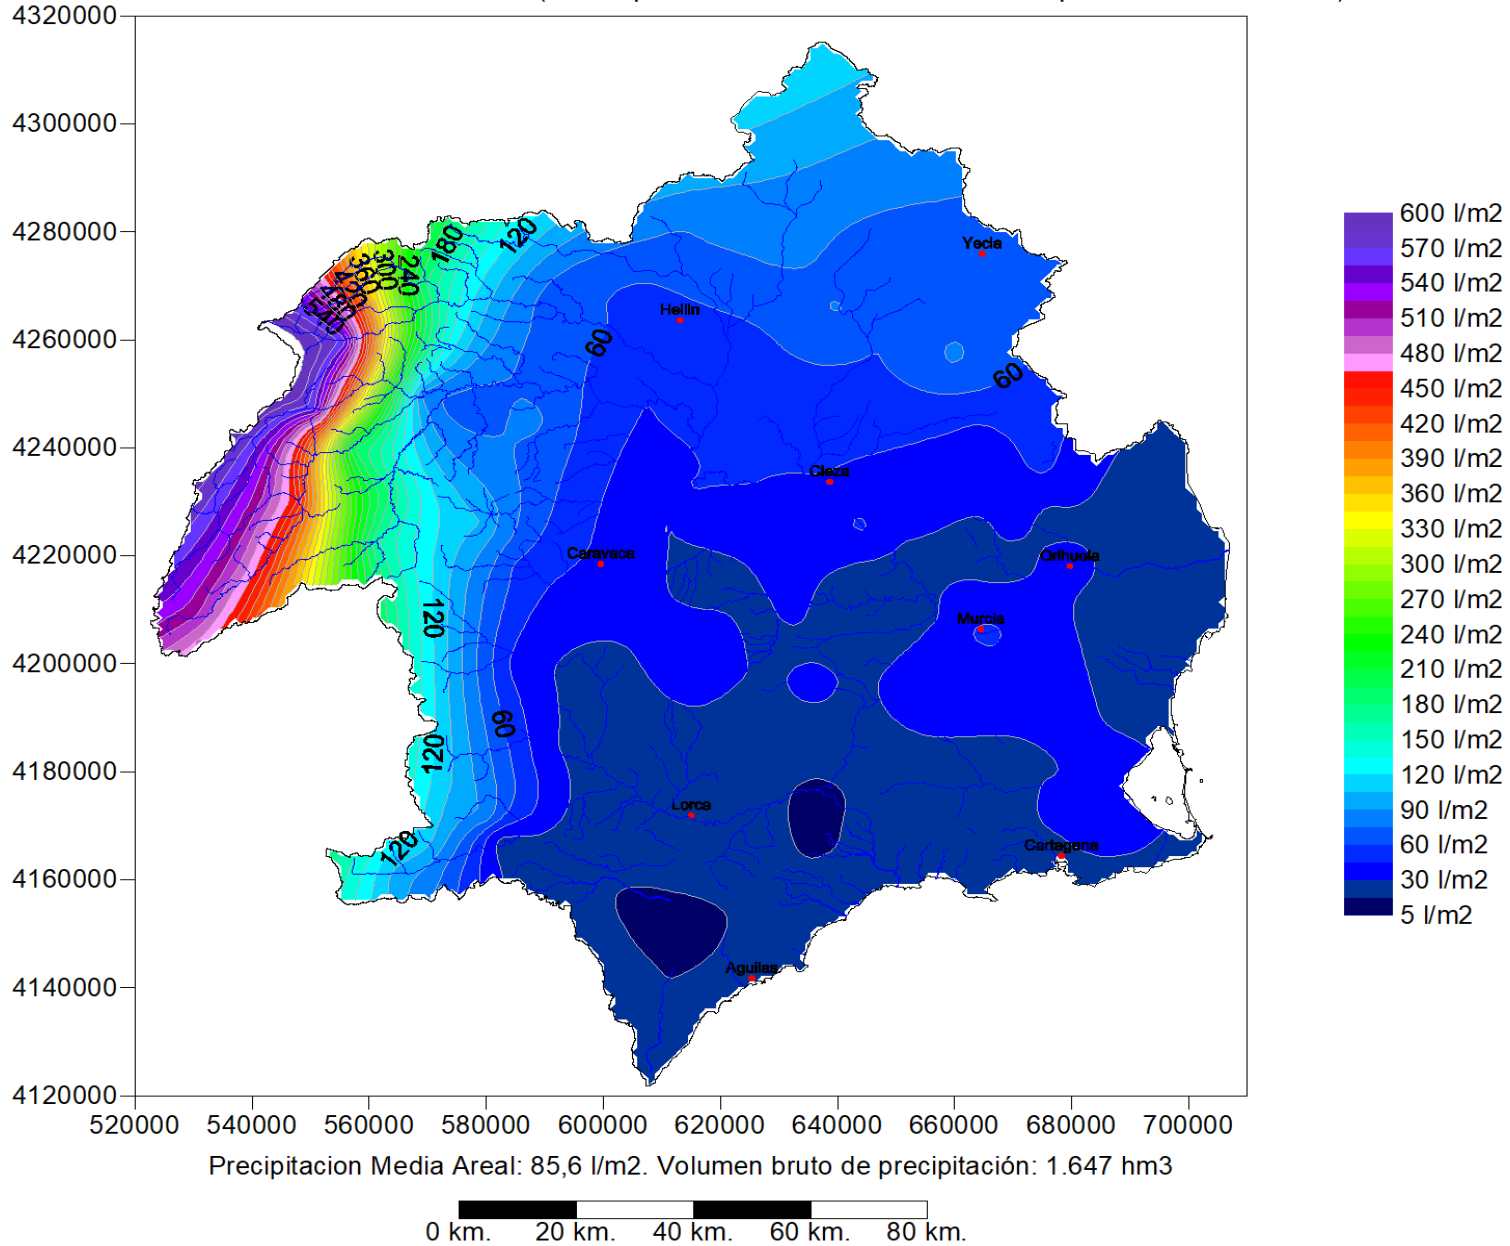 4320000
4300000
4280000
4260000
4240000
4220000
4200000
4180000
4160000
4140000
4120000
520000 540000 560000 580000 600000 620000 640000 660000 680000 700000
180
120
240
300
360
540
60
60
120
60
120
120
Yecla
Hellin
Cieza
Caravaca
Orihuela
Murcia
Lorca
Cartagena
Aguilas
600 l/m2
570 l/m2
540 l/m2
510 l/m2
480 l/m2
450 l/m2
420 l/m2
390 l/m2
360 l/m2
330 l/m2
300 l/m2
270 l/m2
240 l/m2
210 l/m2
180 l/m2
150 l/m2
120 l/m2
90 l/m2
60 l/m2
30 l/m2
5 l/m2
Precipitacion Media Areal: 85,6 l/m2. Volumen bruto de precipitación: 1.647 hm3
0 km. 20 km. 40 km. 60 km. 80 km.